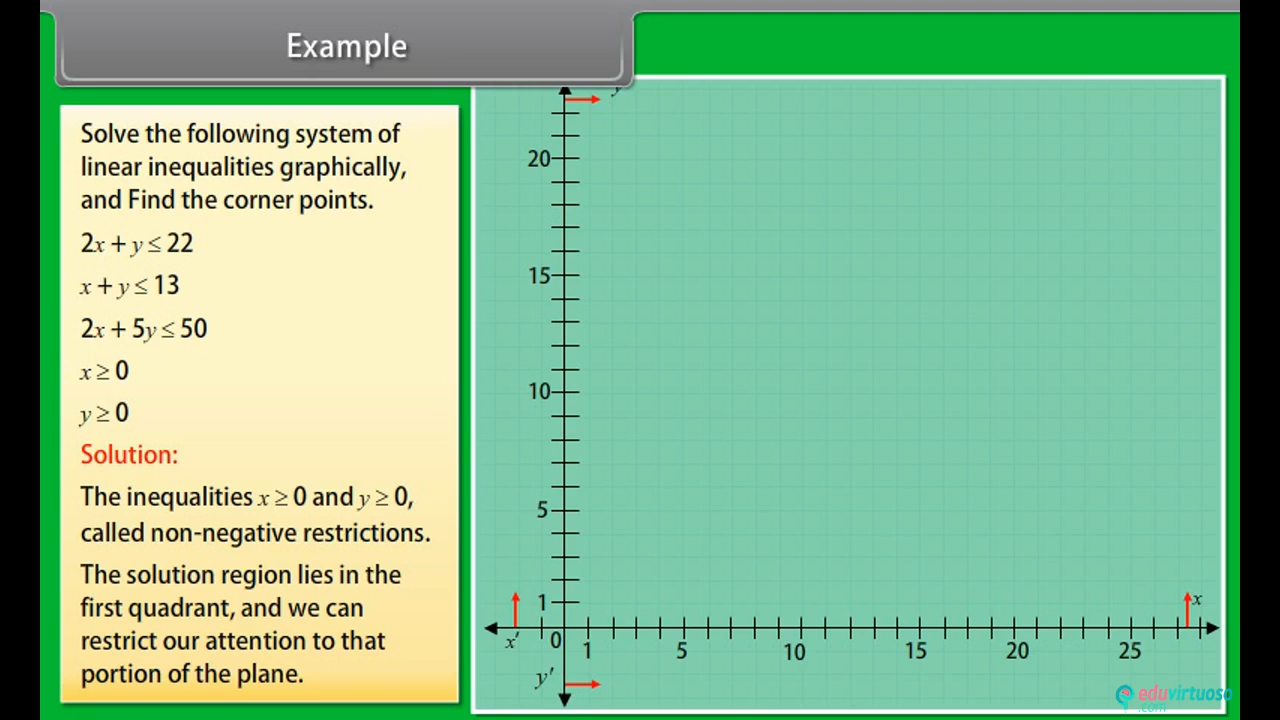 Example
Solve the following system of
linear inequalities graphically,
and Find the corner points.
2x + y ≤ 22
x + y ≤ 13
2x + 5y ≤ 50
x ≥ 0
y ≥ 0
Solution:
The inequalities x ≥ 0 and y ≥ 0,
called non-negative restrictions.
The solution region lies in the
first quadrant, and we can
restrict our attention to that
portion of the plane.
y
20
15
10
5
1
x
x′ 0 1 5 10 15 20 25
y′
eduvirtuoso
.com